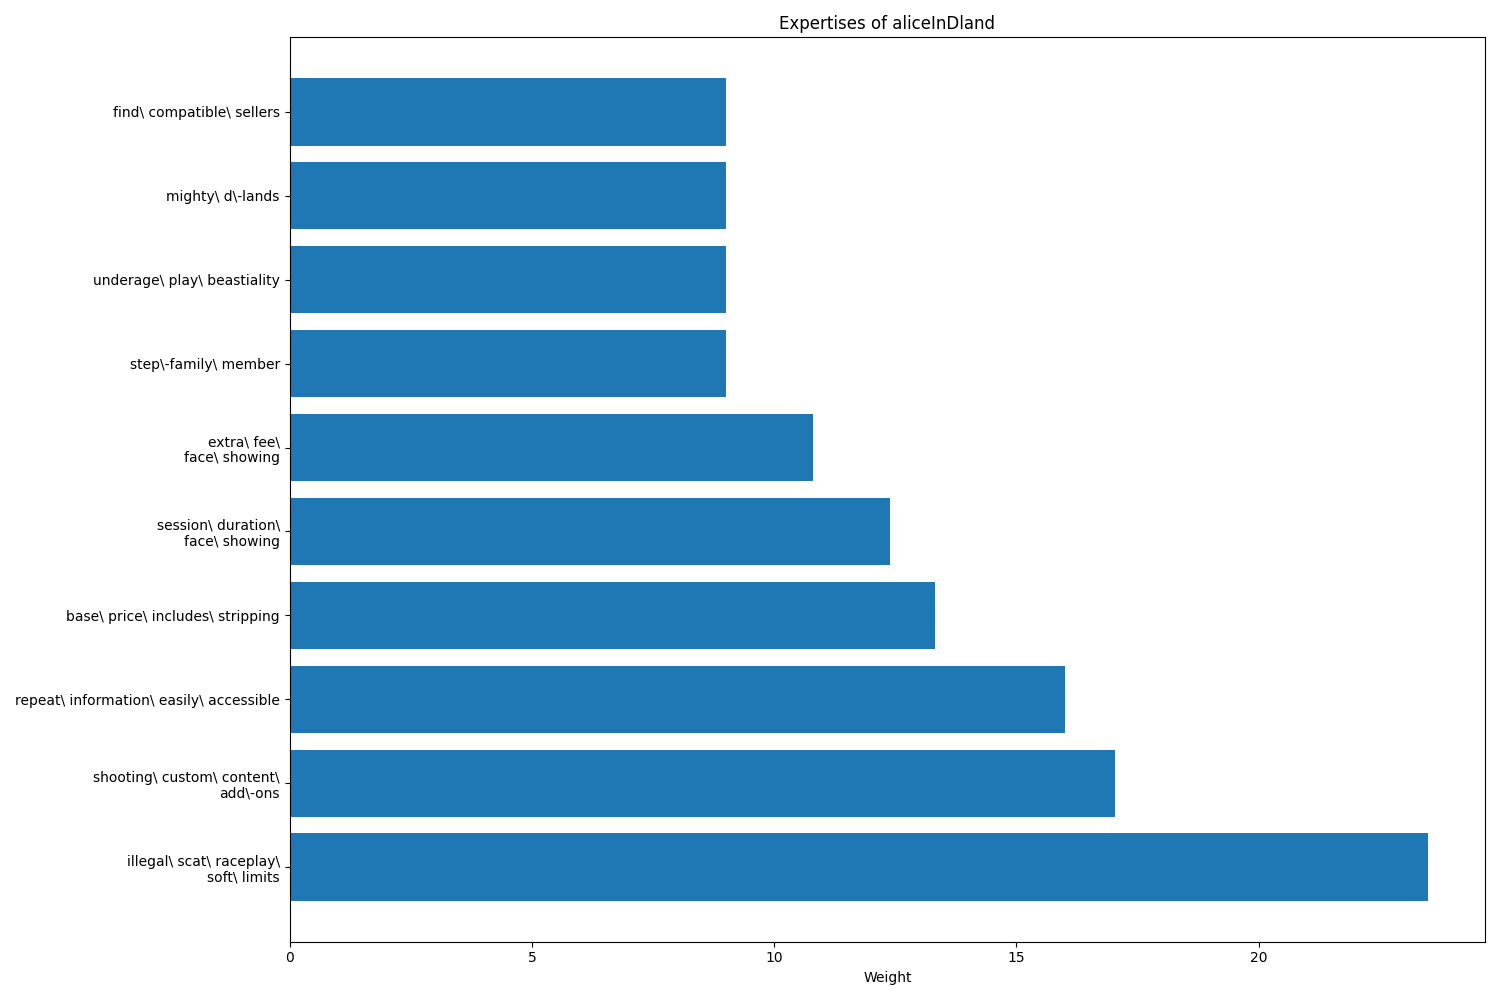 Expertises of aliceInDland
find\ compatible\ sellers
mighty\ d\-lands
underage\ play\ beastiality
step\-family\ member
extra\ fee\
face\ showing
session\ duration\
face\ showing
base\ price\ includes\ stripping
repeat\ information\ easily\ accessible
shooting\ custom\ content\
add\-ons
illegal\ scat\ raceplay\
soft\ limits
0 5 10 15 20
Weight